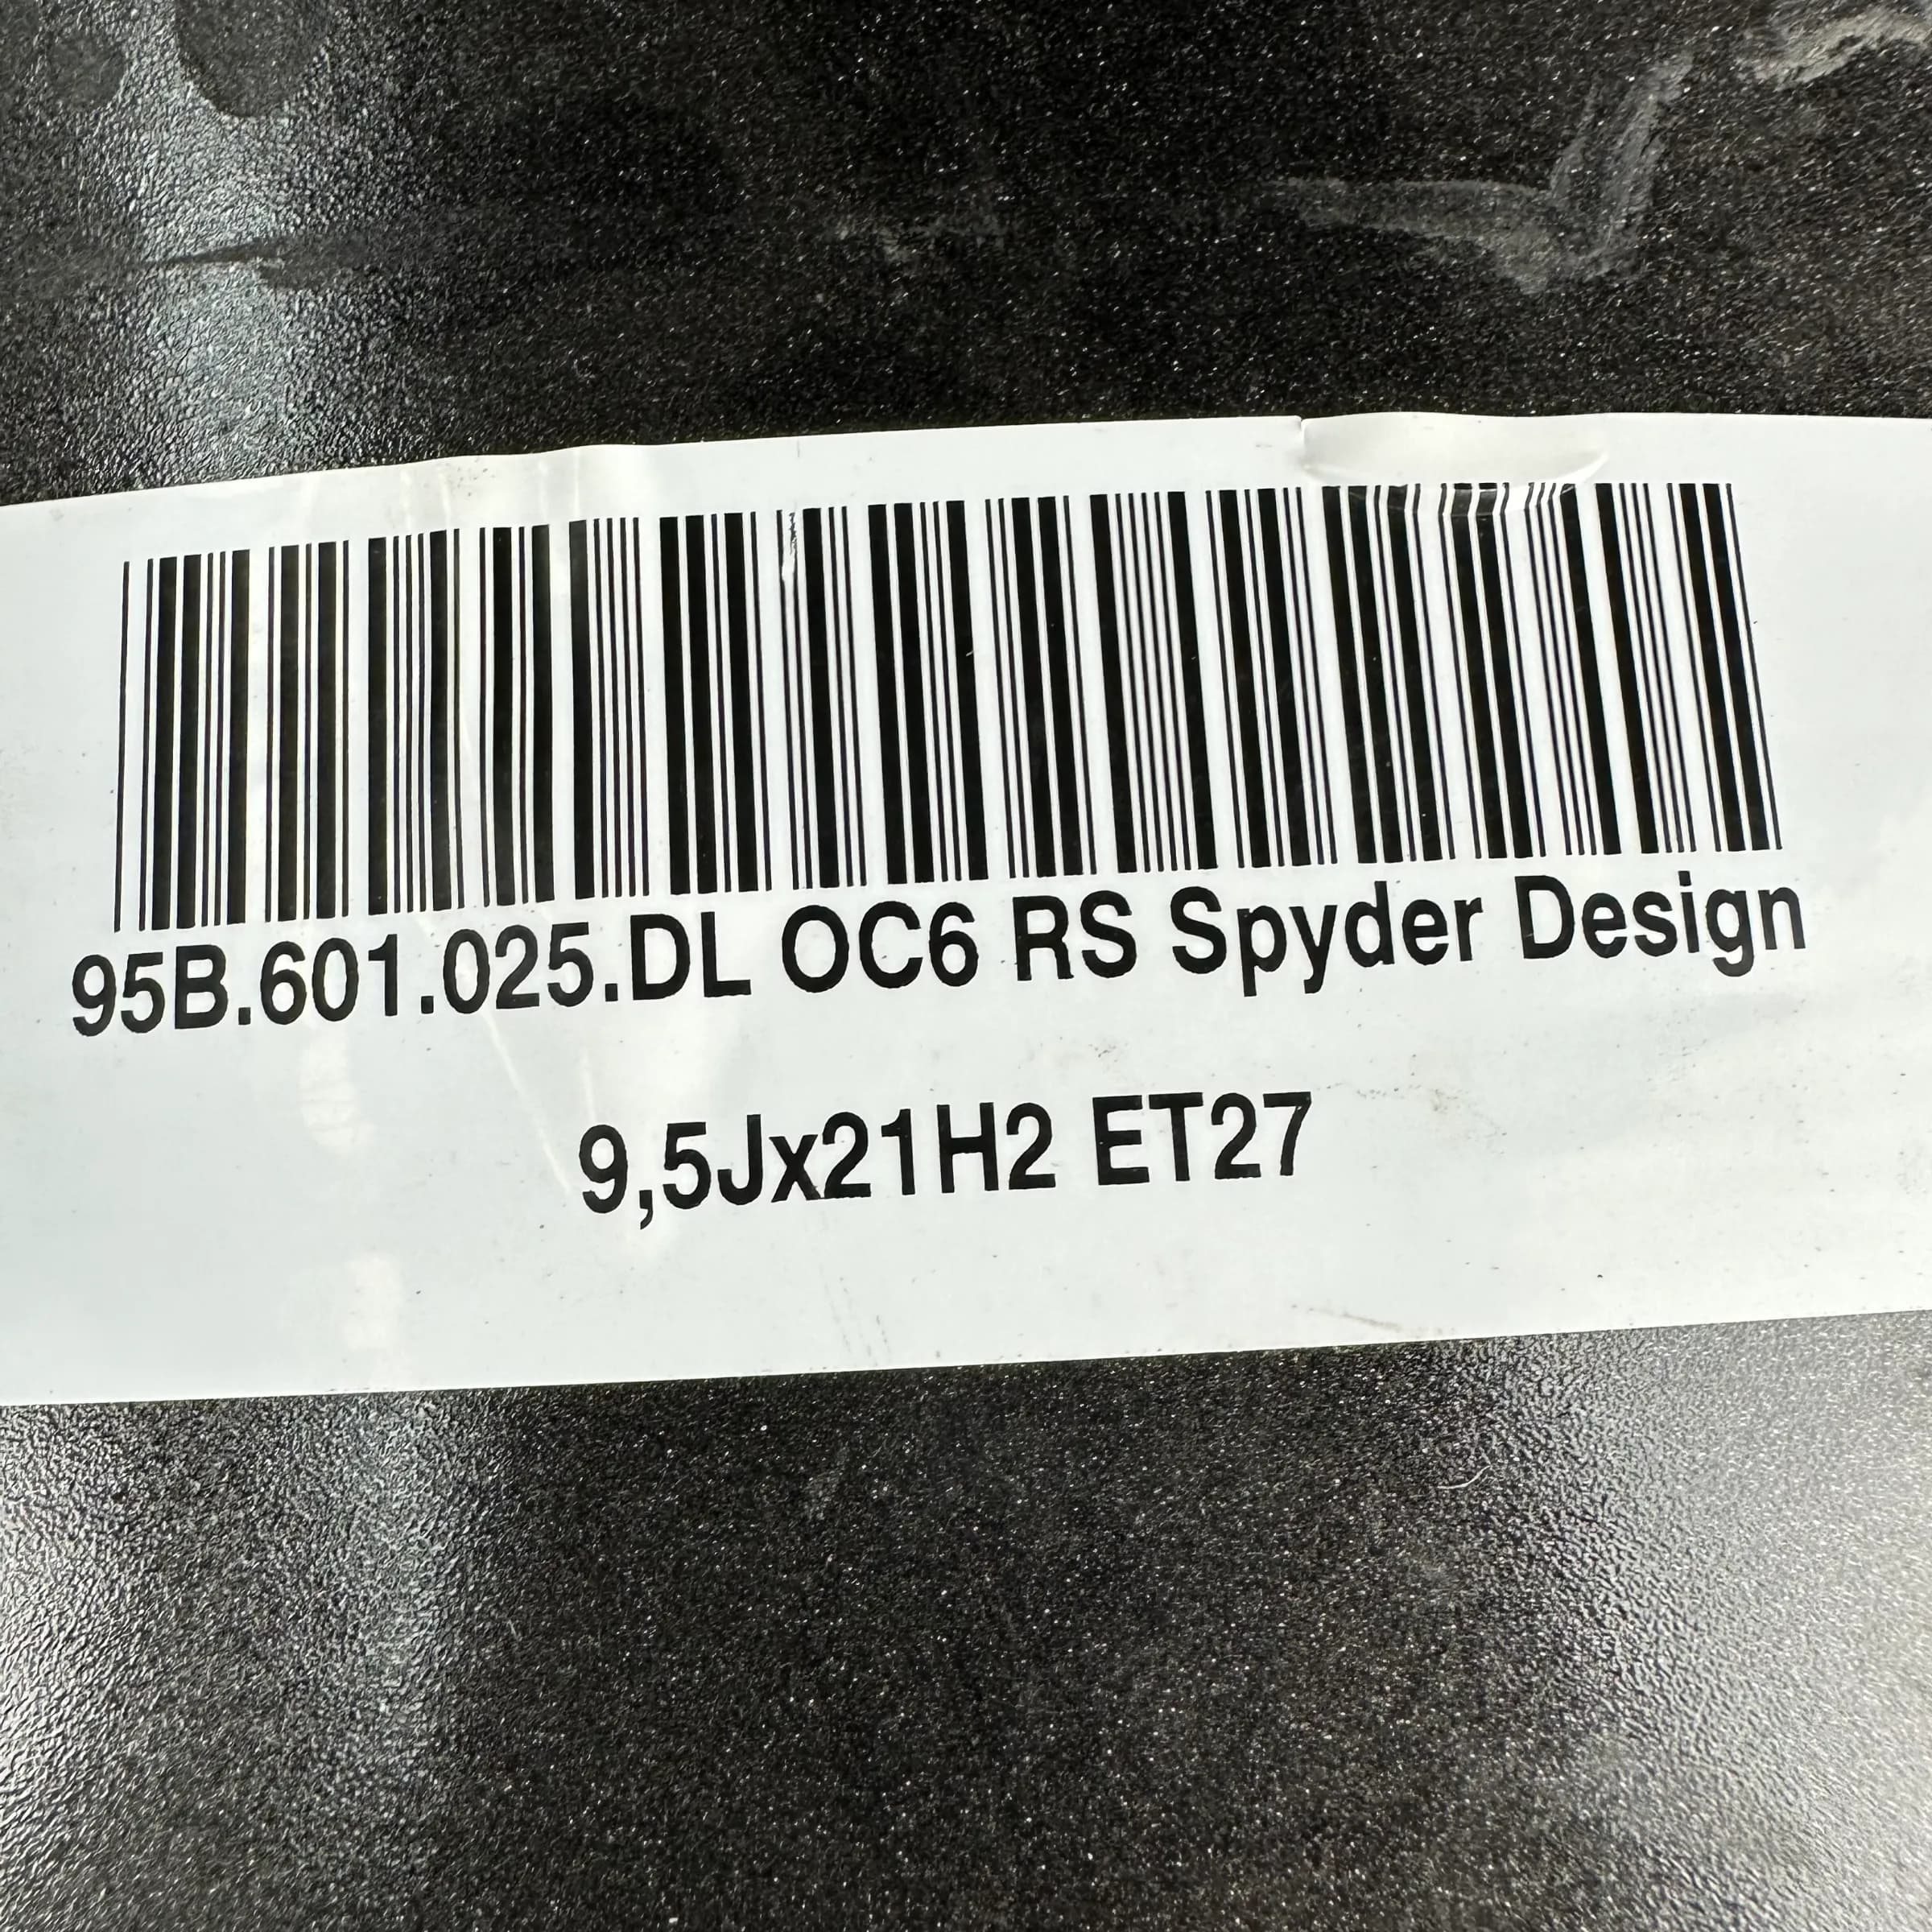 95B.601.025.DL OC6 RS Spyder Design
9,5Jx21H2 ET27